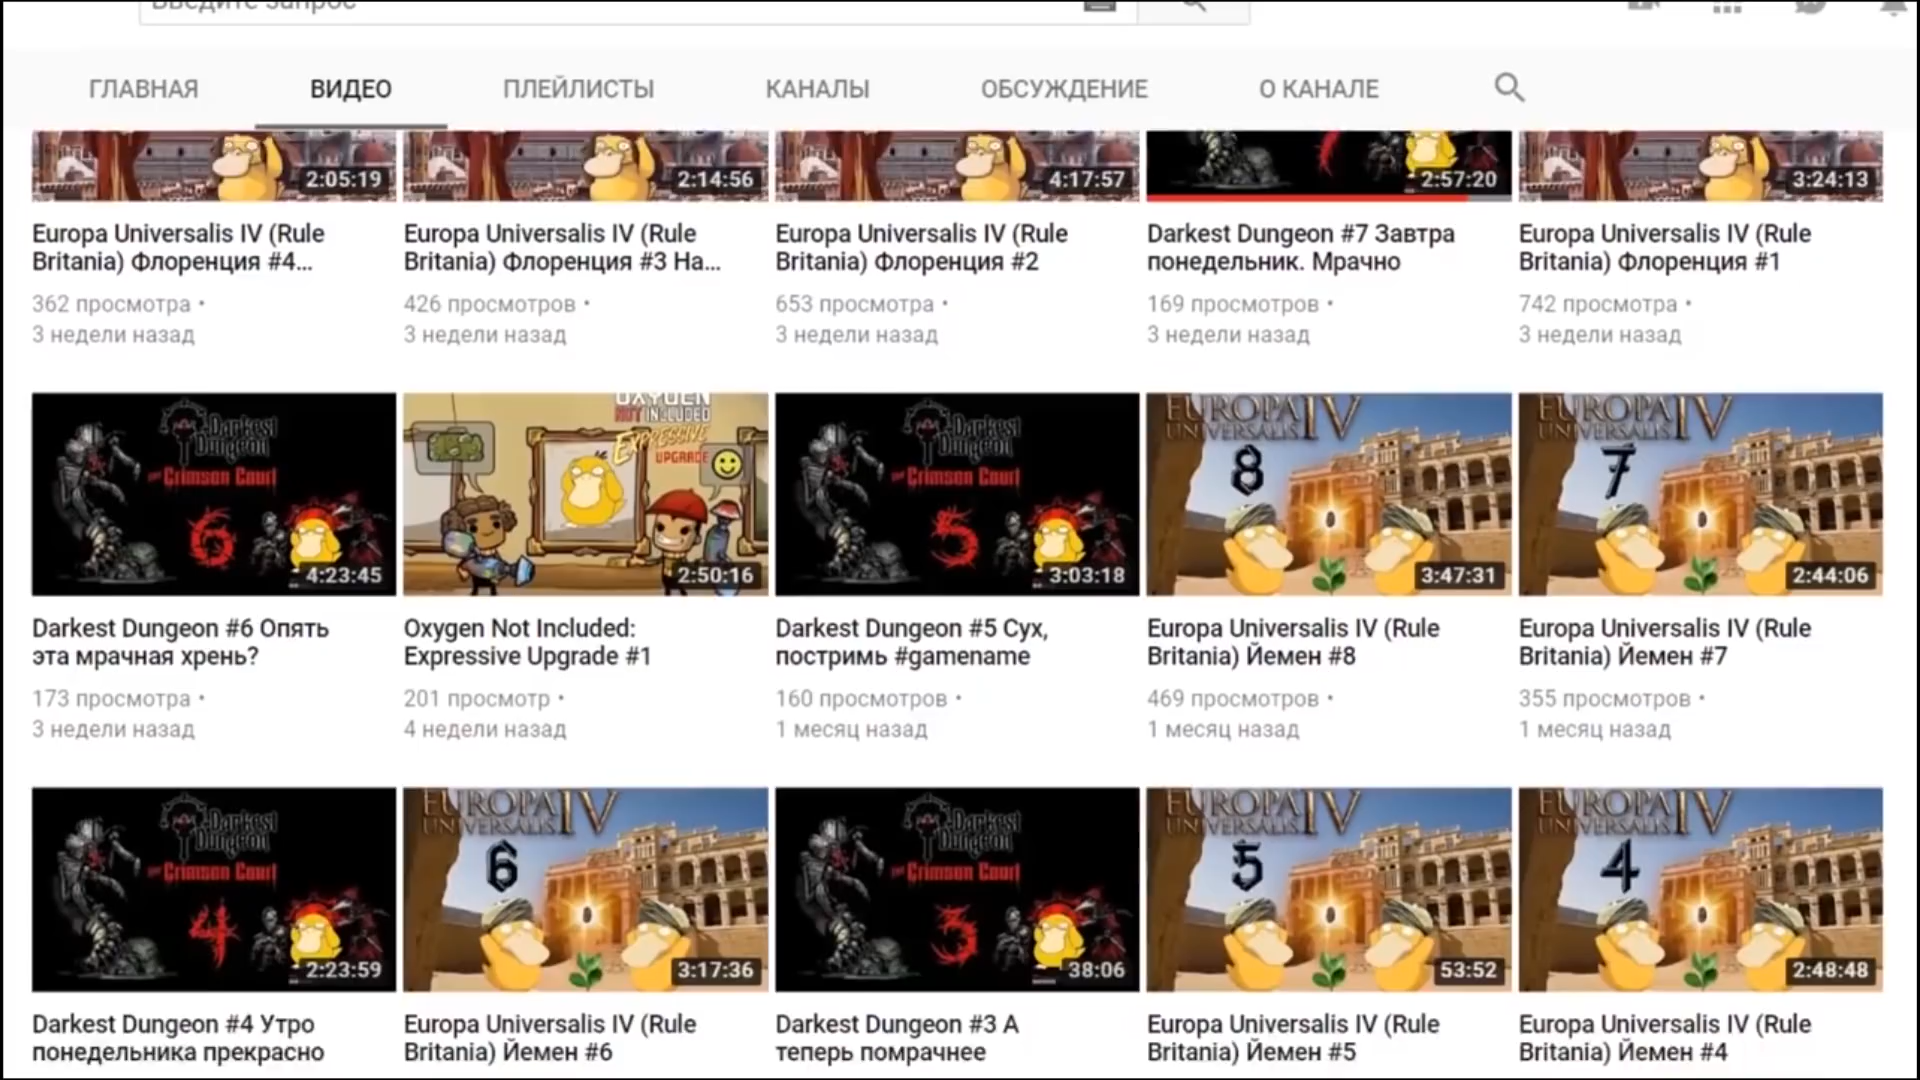 Введите запрос
ГЛАВНАЯ
ВИДЕО
ПЛЕЙЛИСТЫ
КАНАЛЫ
ОБСУЖДЕНИЕ
О КАНАЛЕ
2:05:19
2:14:56
4:17:57
2:57:20
3:24:13
Europa Universalis IV (Rule
Britania) Флоренция #4...
362 просмотра •
3 недели назад
Europa Universalis IV (Rule
Britania) Флоренция #3 На...
426 просмотров •
3 недели назад
Europa Universalis IV (Rule
Britania) Флоренция #2
653 просмотра •
3 недели назад
Darkest Dungeon #7 Завтра
понедельник. Мрачно
169 просмотров •
3 недели назад
Europa Universalis IV (Rule
Britania) Флоренция #1
742 просмотра •
3 недели назад
Darkest
Dungeon
THE Crimson Court
6
4:23:45
OXYGEN
NOT INCLUDED
EXPRESSIVE
UPGRADE
2:50:16
Darkest
Dungeon
THE Crimson Court
5
3:03:18
EUROPA IV
UNIVERSALIS
8
3:47:31
EUROPA IV
UNIVERSALIS
7
2:44:06
Darkest Dungeon #6 Опять
эта мрачная хрень?
173 просмотра •
3 недели назад
Oxygen Not Included:
Expressive Upgrade #1
201 просмотр •
4 недели назад
Darkest Dungeon #5 Сух,
постримь #gamename
160 просмотров •
1 месяц назад
Europa Universalis IV (Rule
Britania) Йемен #8
469 просмотров •
1 месяц назад
Europa Universalis IV (Rule
Britania) Йемен #7
355 просмотров •
1 месяц назад
Darkest
Dungeon
THE Crimson Court
4
2:23:59
EUROPA IV
UNIVERSALIS
6
3:17:36
Darkest
Dungeon
THE Crimson Court
3
38:06
EUROPA IV
UNIVERSALIS
5
53:52
EUROPA IV
UNIVERSALIS
4
2:48:48
Darkest Dungeon #4 Утро
понедельника прекрасно
Europa Universalis IV (Rule
Britania) Йемен #6
Darkest Dungeon #3 А
теперь помрачнее
Europa Universalis IV (Rule
Britania) Йемен #5
Europa Universalis IV (Rule
Britania) Йемен #4